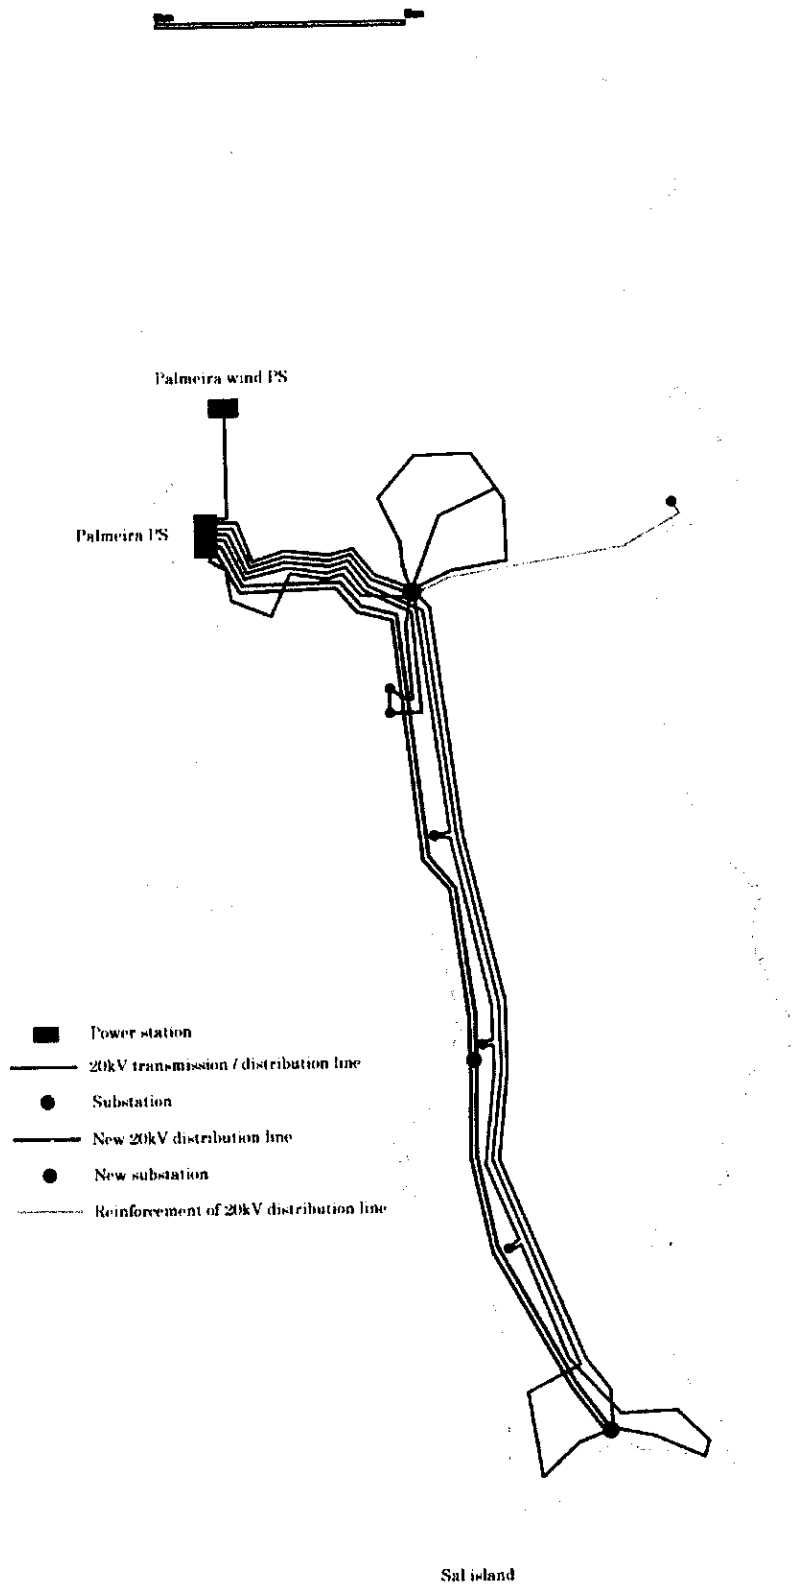 Palmeira wind PS
Palmeira PS
Power station
20kV transmission / distribution line
Substation
New 20kV distribution line
New substation
Reinforcement of 20kV distribution line
Sal island